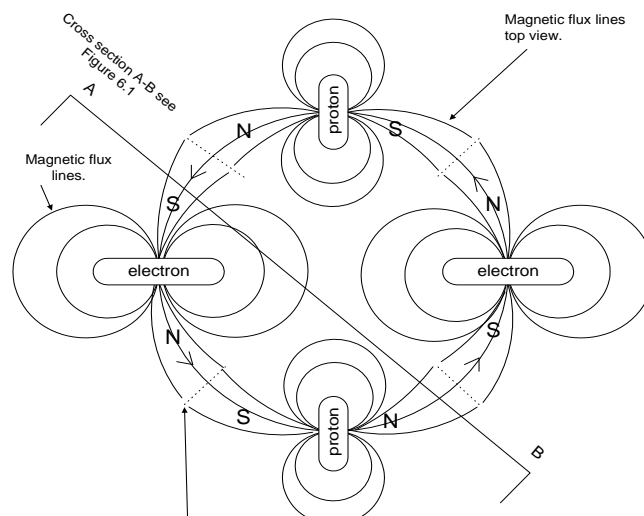 Cross section A-B see
Figure 6.1
A
Magnetic flux lines
top view.
proton
N
S
Magnetic flux
lines.
S
N
electron
electron
N
S
S
N
proton
B